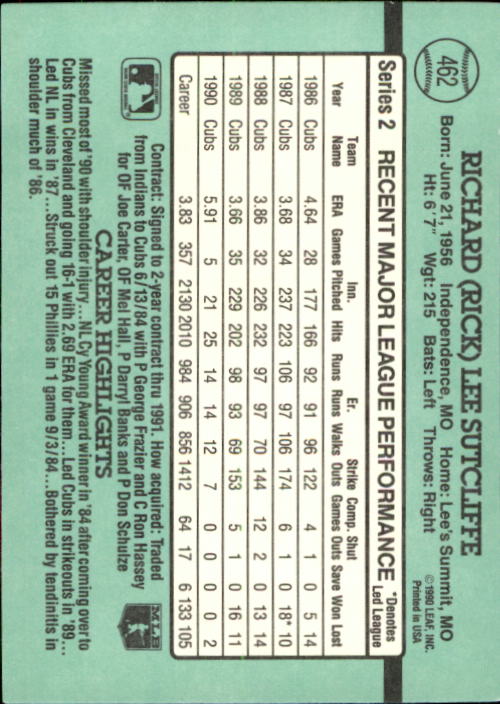 462
RICHARD (RICK) LEE SUTCLIFFE
Born: June 21, 1956 Independence, MO Home: Lee's Summit, MO
Ht: 6' 7" Wgt: 215 Bats: Left Throws: Right
©1990 LEAF, INC.
Printed in USA
Series 2 RECENT MAJOR LEAGUE PERFORMANCE *Denotes Led League
Year Team Name ERA Games Inn. Pitched Hits Runs Er. Runs Walks Strike Outs Comp. Games Shut Outs Save Won Lost
1986 Cubs 4.64 28 177 166 92 91 96 122 4 1 0 5 14
1987 Cubs 3.68 34 237 223 106 97 106 174 6 1 0 18* 10
1988 Cubs 3.86 32 226 232 97 97 70 144 12 2 0 13 14
1989 Cubs 3.66 35 229 202 98 93 69 153 5 1 0 16 11
1990 Cubs 5.91 5 21 25 14 14 12 7 0 0 0 0 2
Career 3.83 357 2130 2010 984 906 856 1412 64 17 6 133 105
Contract: Signed to 2-year contract thru 1991. How acquired: Traded
from Indians to Cubs 6/13/84 with P George Frazier and C Ron Hassey
for OF Joe Carter, OF Mel Hall, P Darryl Banks and P Don Schulze
MLB
CAREER HIGHLIGHTS
Missed most of '90 with shoulder injury...NL Cy Young Award winner in '84 after coming over to
Cubs from Cleveland and going 16-1 with 2.69 ERA for them...Led Cubs in strikeouts in '89...
Led NL in wins in '87...Struck out 15 Phillies in 1 game 9/3/84...Bothered by tendinitis in
shoulder much of '86.